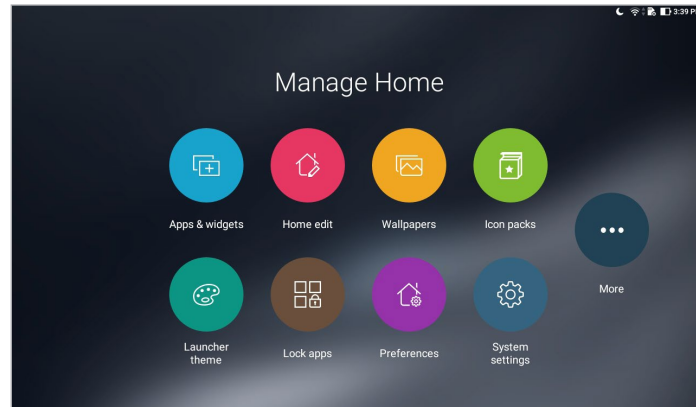 3:39 P
Manage Home
Apps & widgets
Home edit
Wallpapers
Icon packs
More
Launcher
theme
Lock apps
Preferences
System
settings